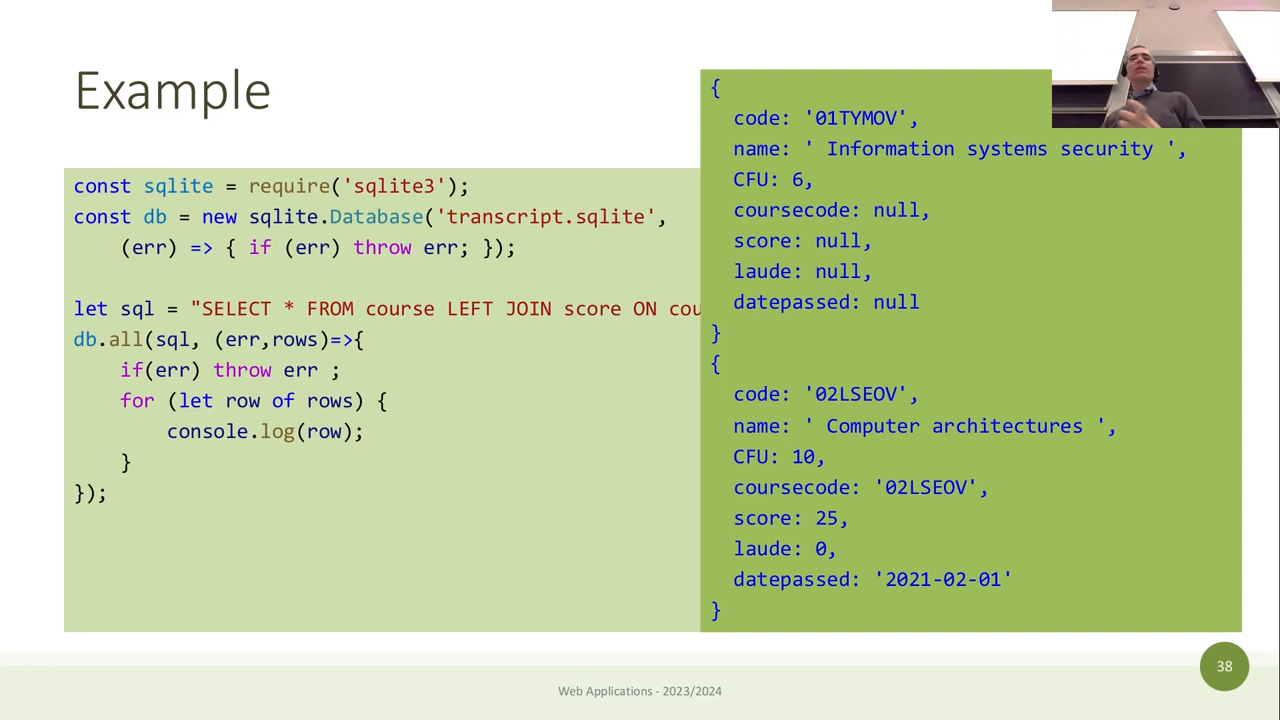 Example
const sqlite = require('sqlite3');
const db = new sqlite.Database('transcript.sqlite',
    (err) => { if (err) throw err; });
let sql = "SELECT * FROM course LEFT JOIN score ON cou
db.all(sql, (err,rows)=>{
    if(err) throw err ;
    for (let row of rows) {
        console.log(row);
    }
});
{
  code: '01TYMOV',
  name: ' Information systems security ',
  CFU: 6,
  coursecode: null,
  score: null,
  laude: null,
  datepassed: null
}
{
  code: '02LSEOV',
  name: ' Computer architectures ',
  CFU: 10,
  coursecode: '02LSEOV',
  score: 25,
  laude: 0,
  datepassed: '2021-02-01'
}
Web Applications - 2023/2024
38